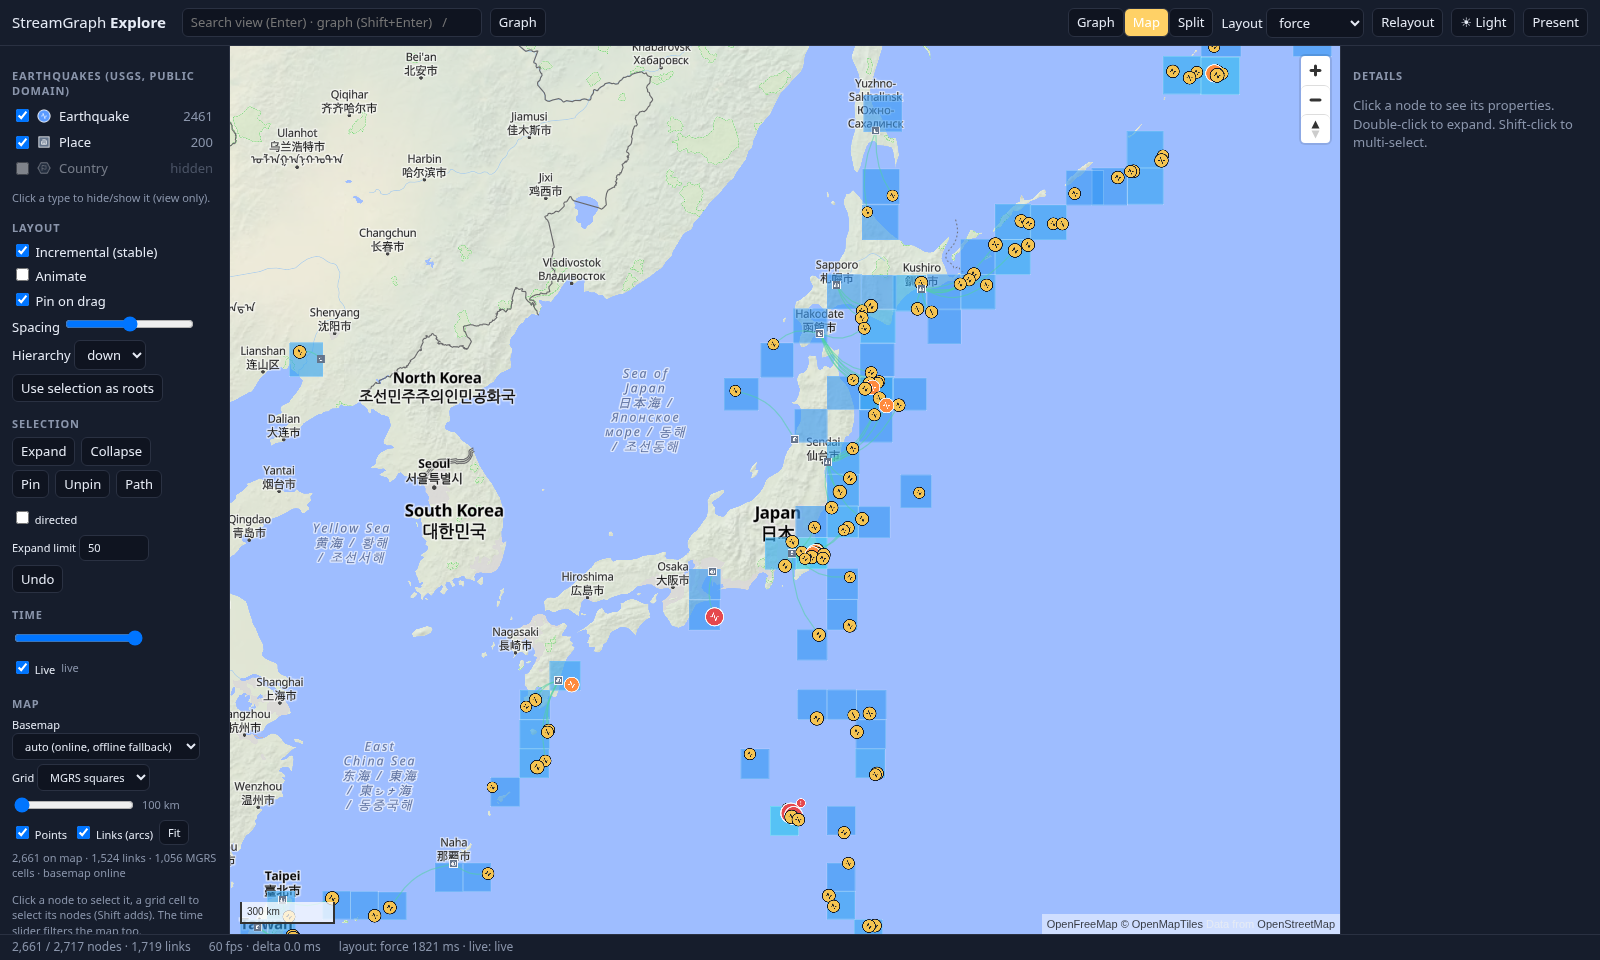 StreamGraph Explore
Search view (Enter) · graph (Shift+Enter) /
Graph
Graph
Map
Split
Layout
force
Relayout
☀ Light
Present
EARTHQUAKES (USGS, PUBLIC
DOMAIN)
Earthquake 2461
Place 200
Country hidden
Click a type to hide/show it (view only).
LAYOUT
Incremental (stable)
Animate
Pin on drag
Spacing
Hierarchy down
Use selection as roots
SELECTION
Expand Collapse
Pin Unpin Path
directed
Expand limit 50
Undo
TIME
Live live
MAP
Basemap
auto (online, offline fallback)
Grid MGRS squares
100 km
Points Links (arcs) Fit
2,661 on map · 1,524 links · 1,056 MGRS
cells · basemap online
Click a node to select it, a grid cell to
select its nodes (Shift adds). The time
slider filters the map too.
Bei'an
北安市
Khabarovsk
Хабаровск
Qiqihar
齐齐哈尔市
Jiamusi
佳木斯市
Ulanhot
乌兰浩特市
Harbin
哈尔滨市
Jixi
鸡西市
Yuzhno-
Sakhalinsk
Южно-
Сахалинск
Changchun
长春市
Vladivostok
Владивосток
Sapporo
札幌市
Kushiro
Shenyang
沈阳市
Hakodate
函館市
Lianshan
连山区
North Korea
조선민주주의인민공화국
Sea of
Japan
日本海 /
Японское
море / 동해
/ 조선동해
Dalian
大连市
Sendai
仙台市
Seoul
서울특별시
Yantai
烟台市
South Korea
대한민국
Japan
日本
Qingdao
青岛市
Yellow Sea
黄海 / 황해
/ 조선서해
Osaka
大阪市
Hiroshima
広島市
Nagasaki
長崎市
Shanghai
上海市
angzhou
杭州市
East
China Sea
东海 / 東海
/ 東シナ海
/ 동중국해
Wenzhou
温州市
Naha
那覇市
Taipei
臺北市
Taiwan
300 km
OpenFreeMap © OpenMapTiles Data from OpenStreetMap
DETAILS
Click a node to see its properties.
Double-click to expand. Shift-click to
multi-select.
2,661 / 2,717 nodes · 1,719 links 60 fps · delta 0.0 ms layout: force 1821 ms · live: live